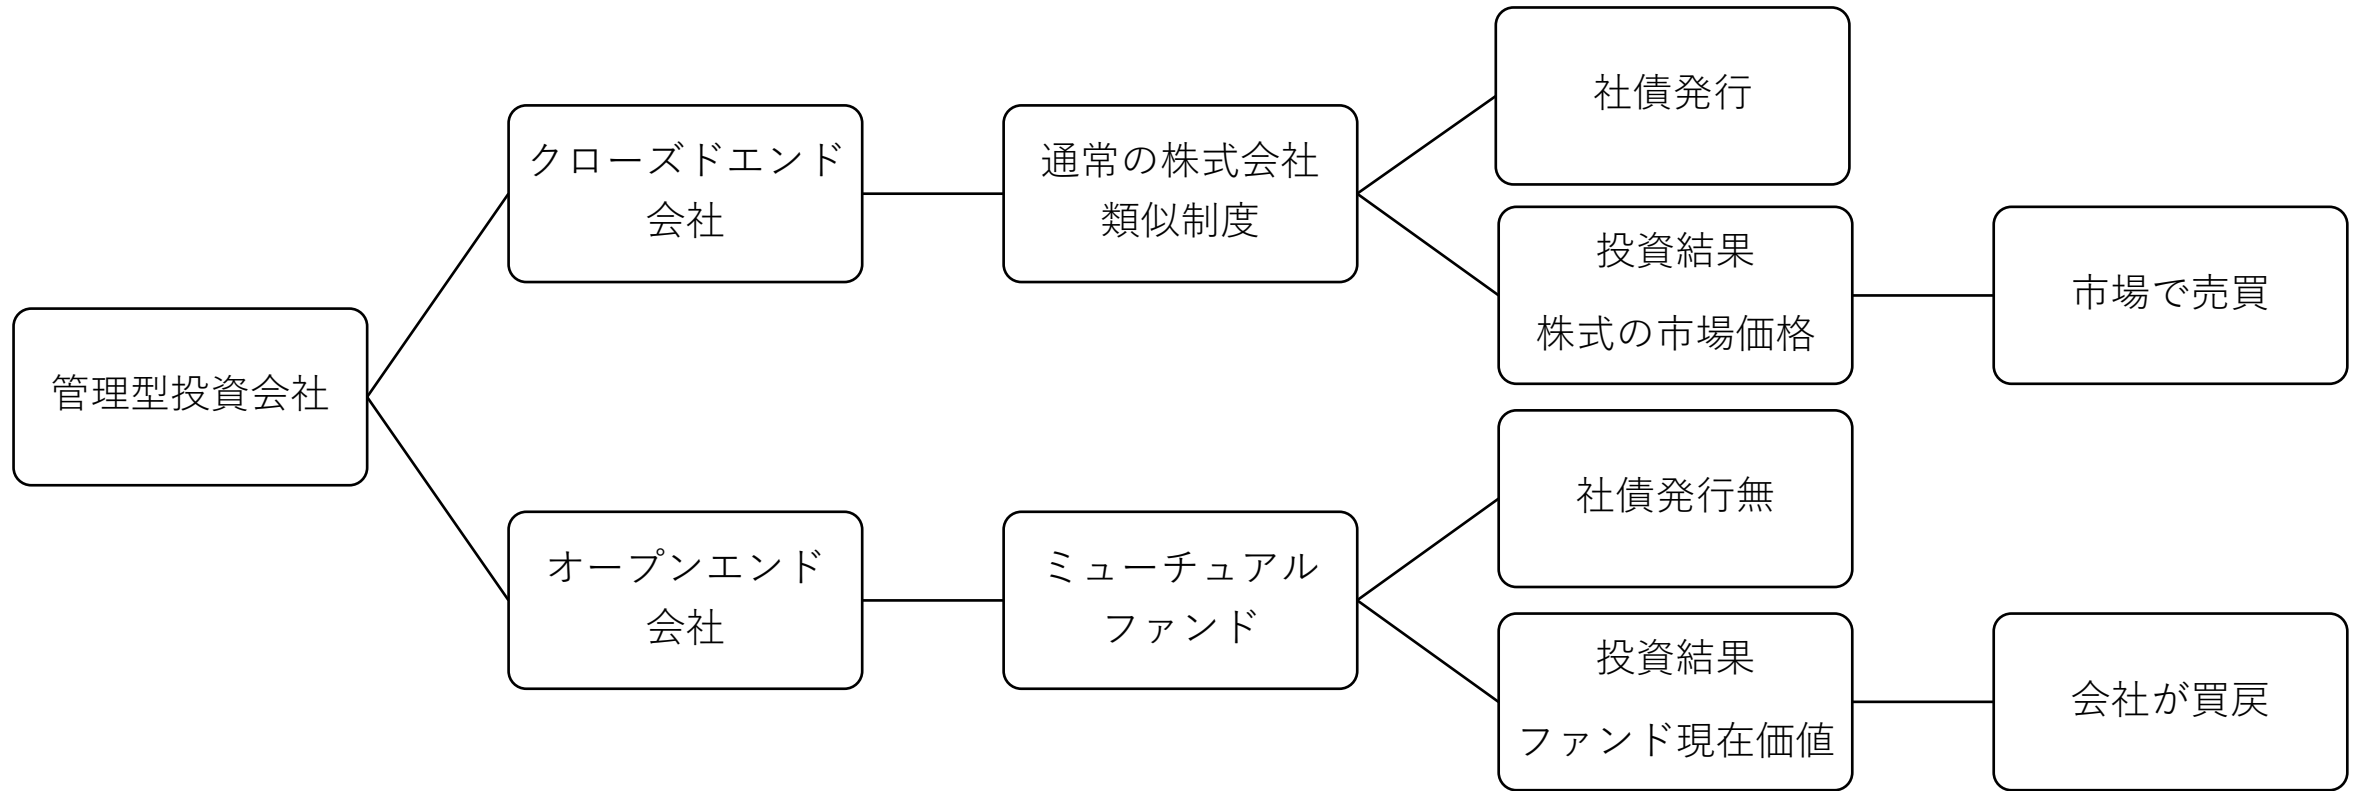 管理型投資会社
クローズドエンド
会社
通常の株式会社
類似制度
社債発行
投資結果
株式の市場価格
市場で売買
オープンエンド
会社
ミューチュアル
ファンド
社債発行無
投資結果
ファンド現在価値
会社が買戻